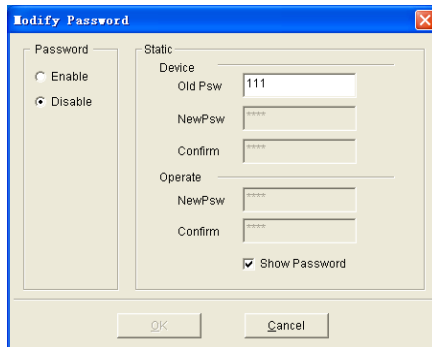 Modify Password
Password
Enable
Disable
Static
Device
Old Psw 111
NewPsw ****
Confirm ****
Operate
NewPsw ****
Confirm ****
Show Password
OK Cancel